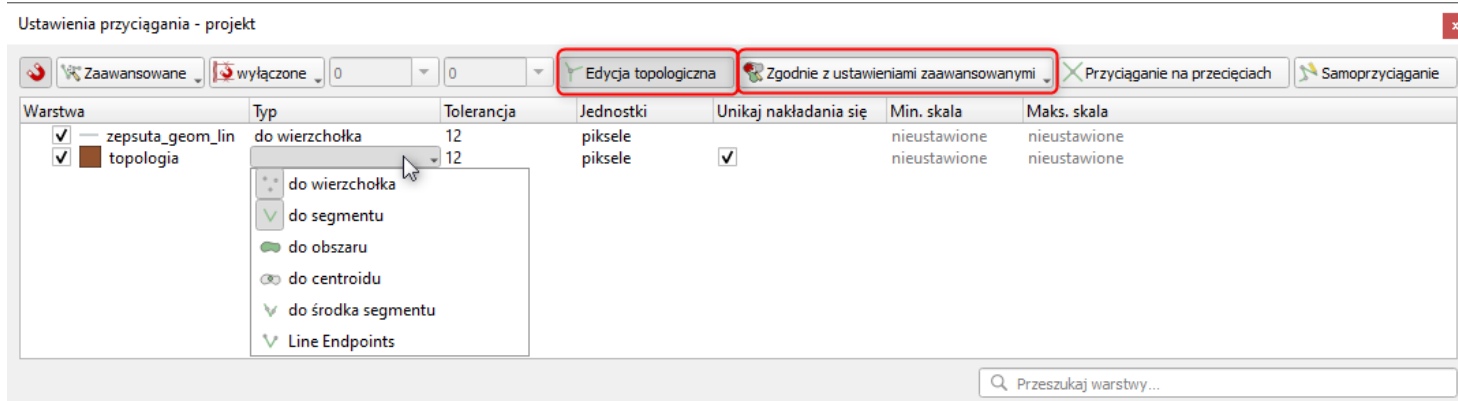 Ustawienia przyciągania - projekt
x
Zaawansowane wyłączone 0 0 Edycja topologiczna Zgodnie z ustawieniami zaawansowanymi Przyciąganie na przecięciach Samoprzyciąganie
Warstwa Typ Tolerancja Jednostki Unikaj nakładania się Min. skala Maks. skala
zepsuta_geom_lin do wierzchołka 12 piksele nieustawione nieustawione
topologia 12 piksele nieustawione nieustawione
do wierzchołka
do segmentu
do obszaru
do centroidu
do środka segmentu
Line Endpoints
Przeszukaj warstwy...